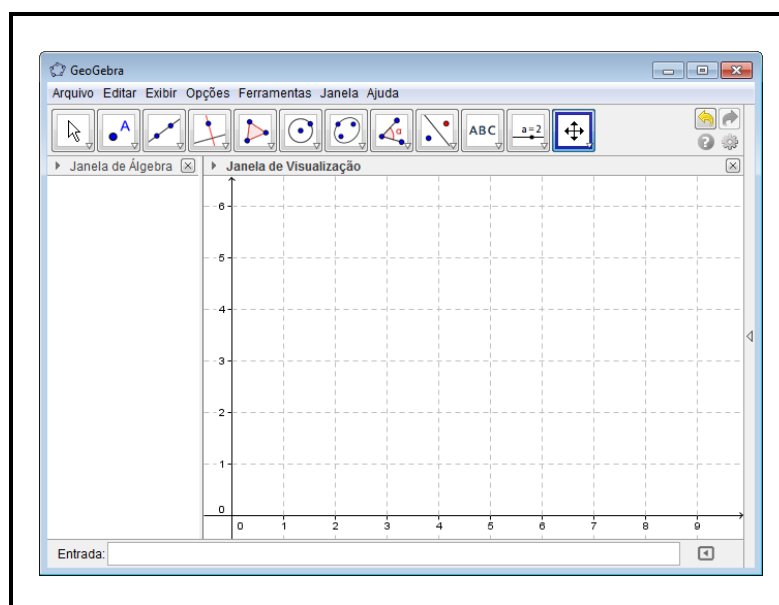 GeoGebra
Arquivo Editar Exibir Opções Ferramentas Janela Ajuda
A α ABC a=2
Janela de Álgebra
Janela de Visualização
6
5
4
3
2
1
0
0 1 2 3 4 5 6 7 8 9
Entrada: